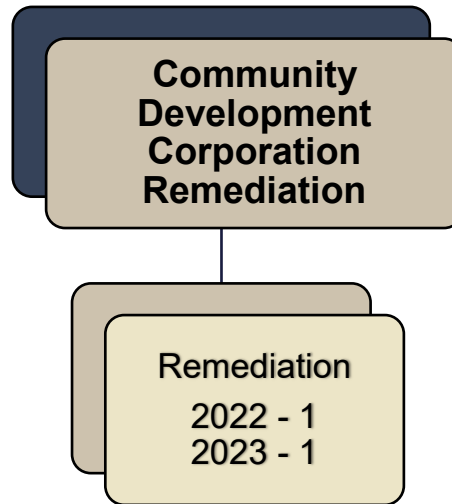 Community
Development
Corporation
Remediation
Remediation
2022 - 1
2023 - 1